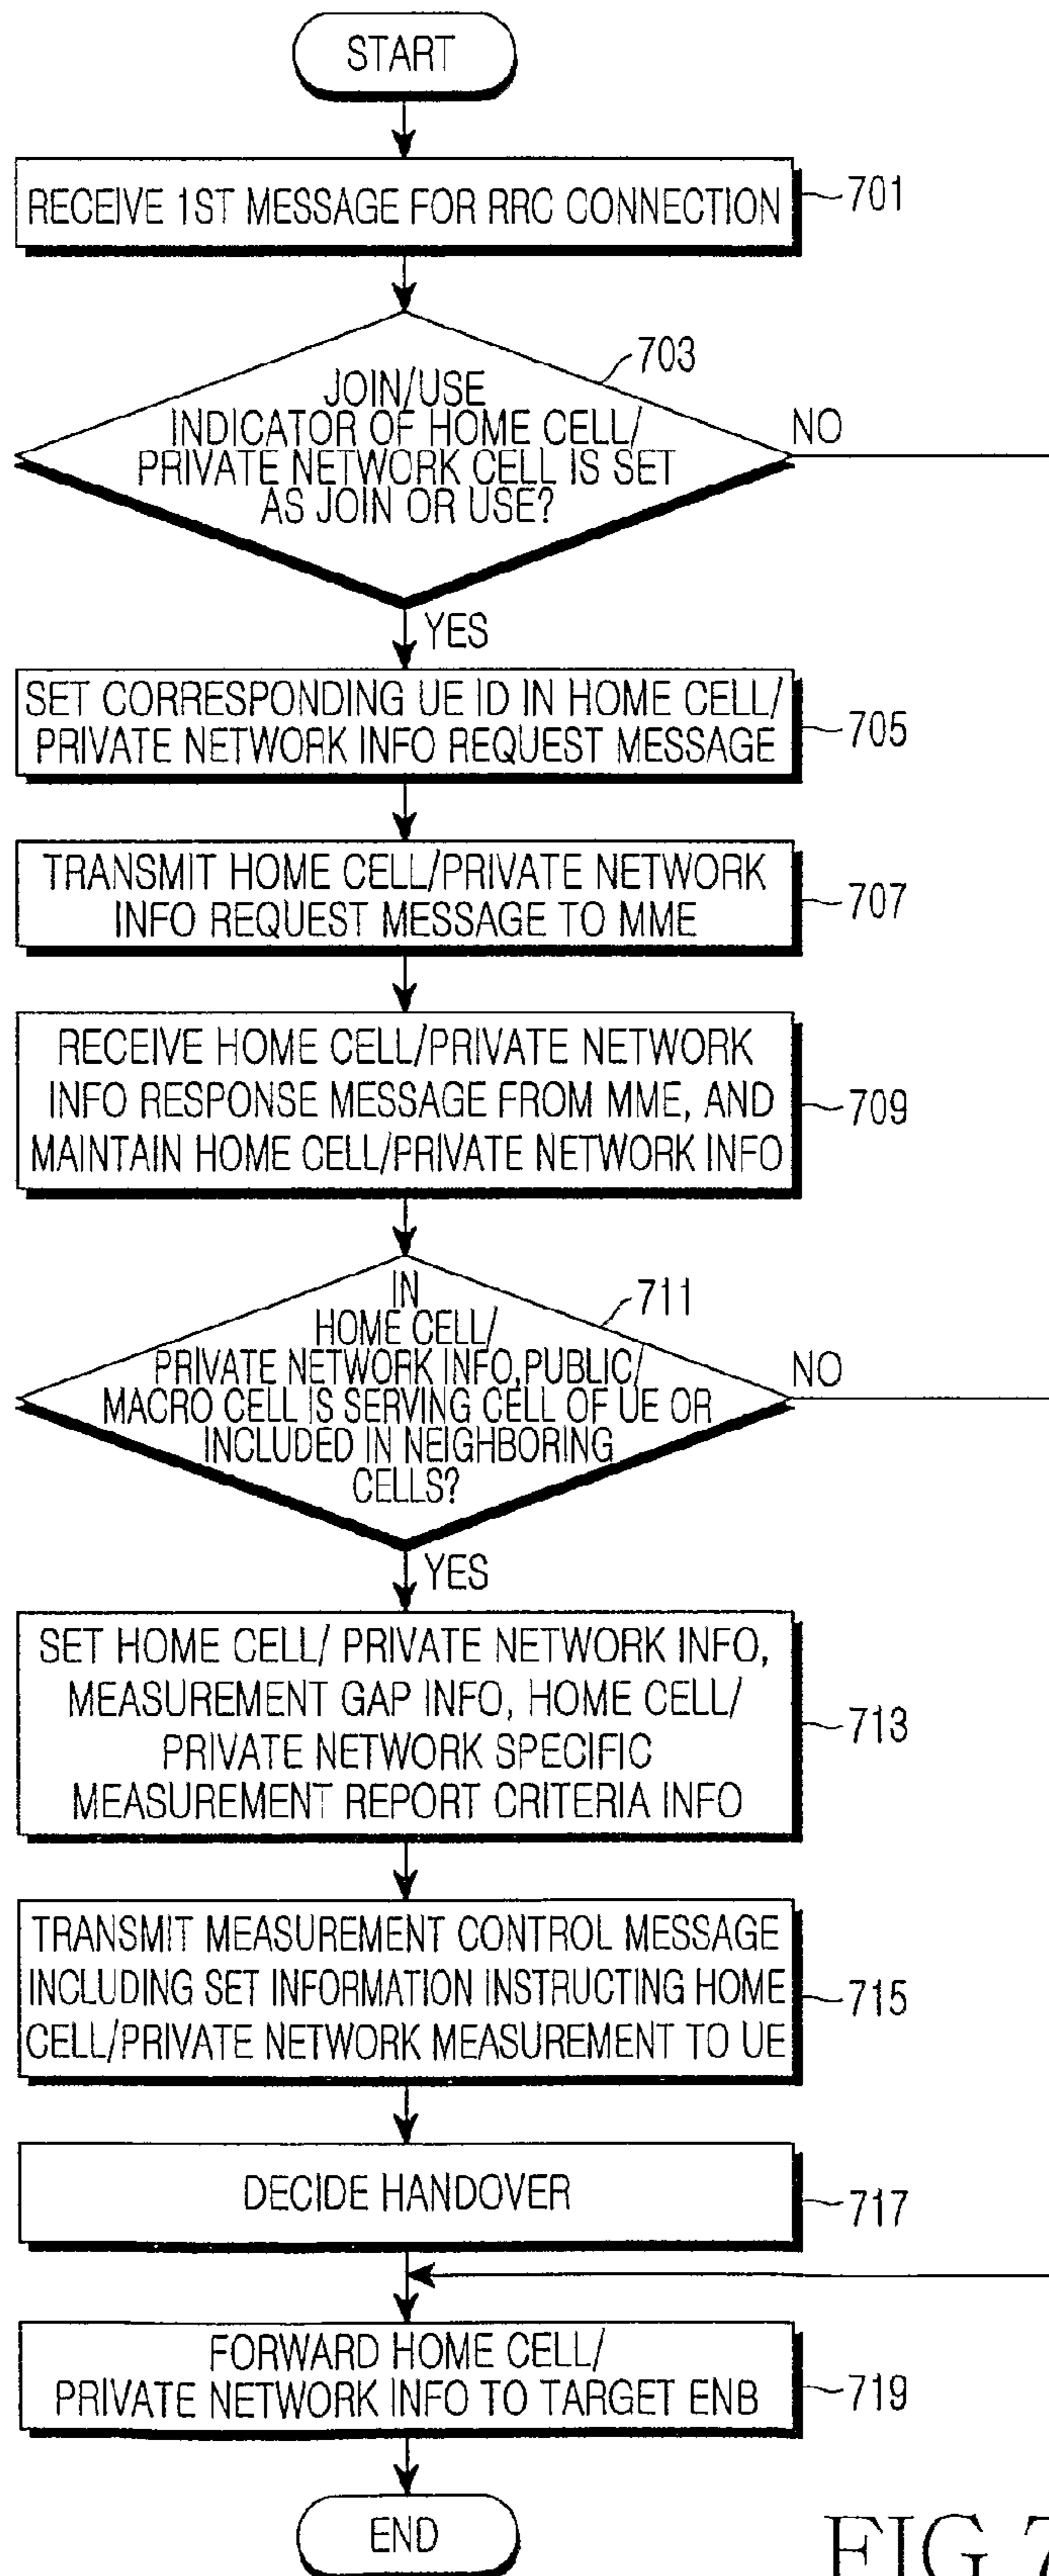 START
RECEIVE 1ST MESSAGE FOR RRC CONNECTION
701
703
JOIN/USE
INDICATOR OF HOME CELL/
PRIVATE NETWORK CELL IS SET
AS JOIN OR USE?
NO
YES
SET CORRESPONDING UE ID IN HOME CELL/
PRIVATE NETWORK INFO REQUEST MESSAGE
705
TRANSMIT HOME CELL/PRIVATE NETWORK
INFO REQUEST MESSAGE TO MME
707
RECEIVE HOME CELL/PRIVATE NETWORK
INFO RESPONSE MESSAGE FROM MME, AND
MAINTAIN HOME CELL/PRIVATE NETWORK INFO
709
711
IN
HOME CELL/
PRIVATE NETWORK INFO,PUBLIC/
MACRO CELL IS SERVING CELL OF UE OR
INCLUDED IN NEIGHBORING
CELLS?
NO
YES
SET HOME CELL/ PRIVATE NETWORK INFO,
MEASUREMENT GAP INFO, HOME CELL/
PRIVATE NETWORK SPECIFIC
MEASUREMENT REPORT CRITERIA INFO
713
TRANSMIT MEASUREMENT CONTROL MESSAGE
INCLUDING SET INFORMATION INSTRUCTING HOME
CELL/PRIVATE NETWORK MEASUREMENT TO UE
715
DECIDE HANDOVER
717
FORWARD HOME CELL/
PRIVATE NETWORK INFO TO TARGET ENB
719
END
FIG.7